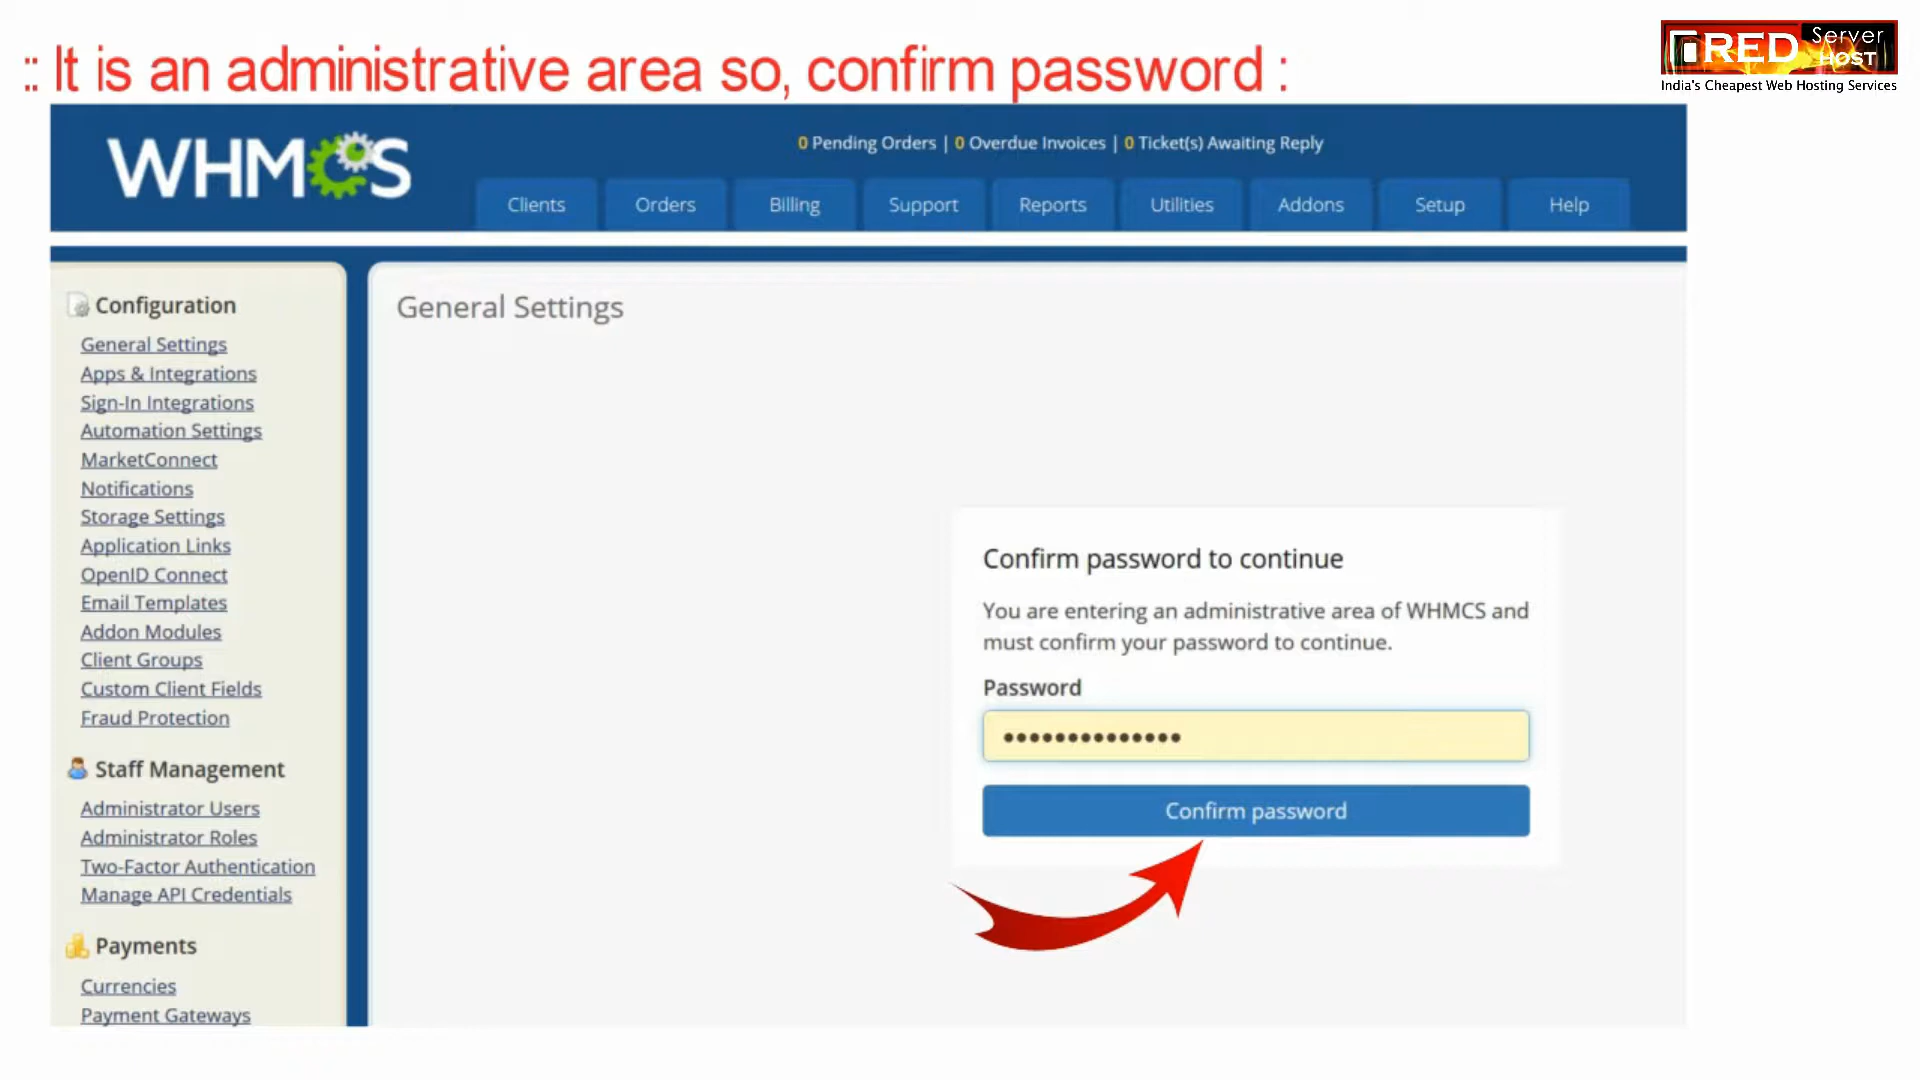 :: It is an administrative area so, confirm password :
RED Server HOST
India's Cheapest Web Hosting Services
WHMCS
0 Pending Orders | 0 Overdue Invoices | 0 Ticket(s) Awaiting Reply
Clients Orders Billing Support Reports Utilities Addons Setup Help
Configuration
General Settings
Apps & Integrations
Sign-In Integrations
Automation Settings
MarketConnect
Notifications
Storage Settings
Application Links
OpenID Connect
Email Templates
Addon Modules
Client Groups
Custom Client Fields
Fraud Protection
Staff Management
Administrator Users
Administrator Roles
Two-Factor Authentication
Manage API Credentials
Payments
Currencies
Payment Gateways
General Settings
Confirm password to continue
You are entering an administrative area of WHMCS and
must confirm your password to continue.
Password
••••••••••••••
Confirm password